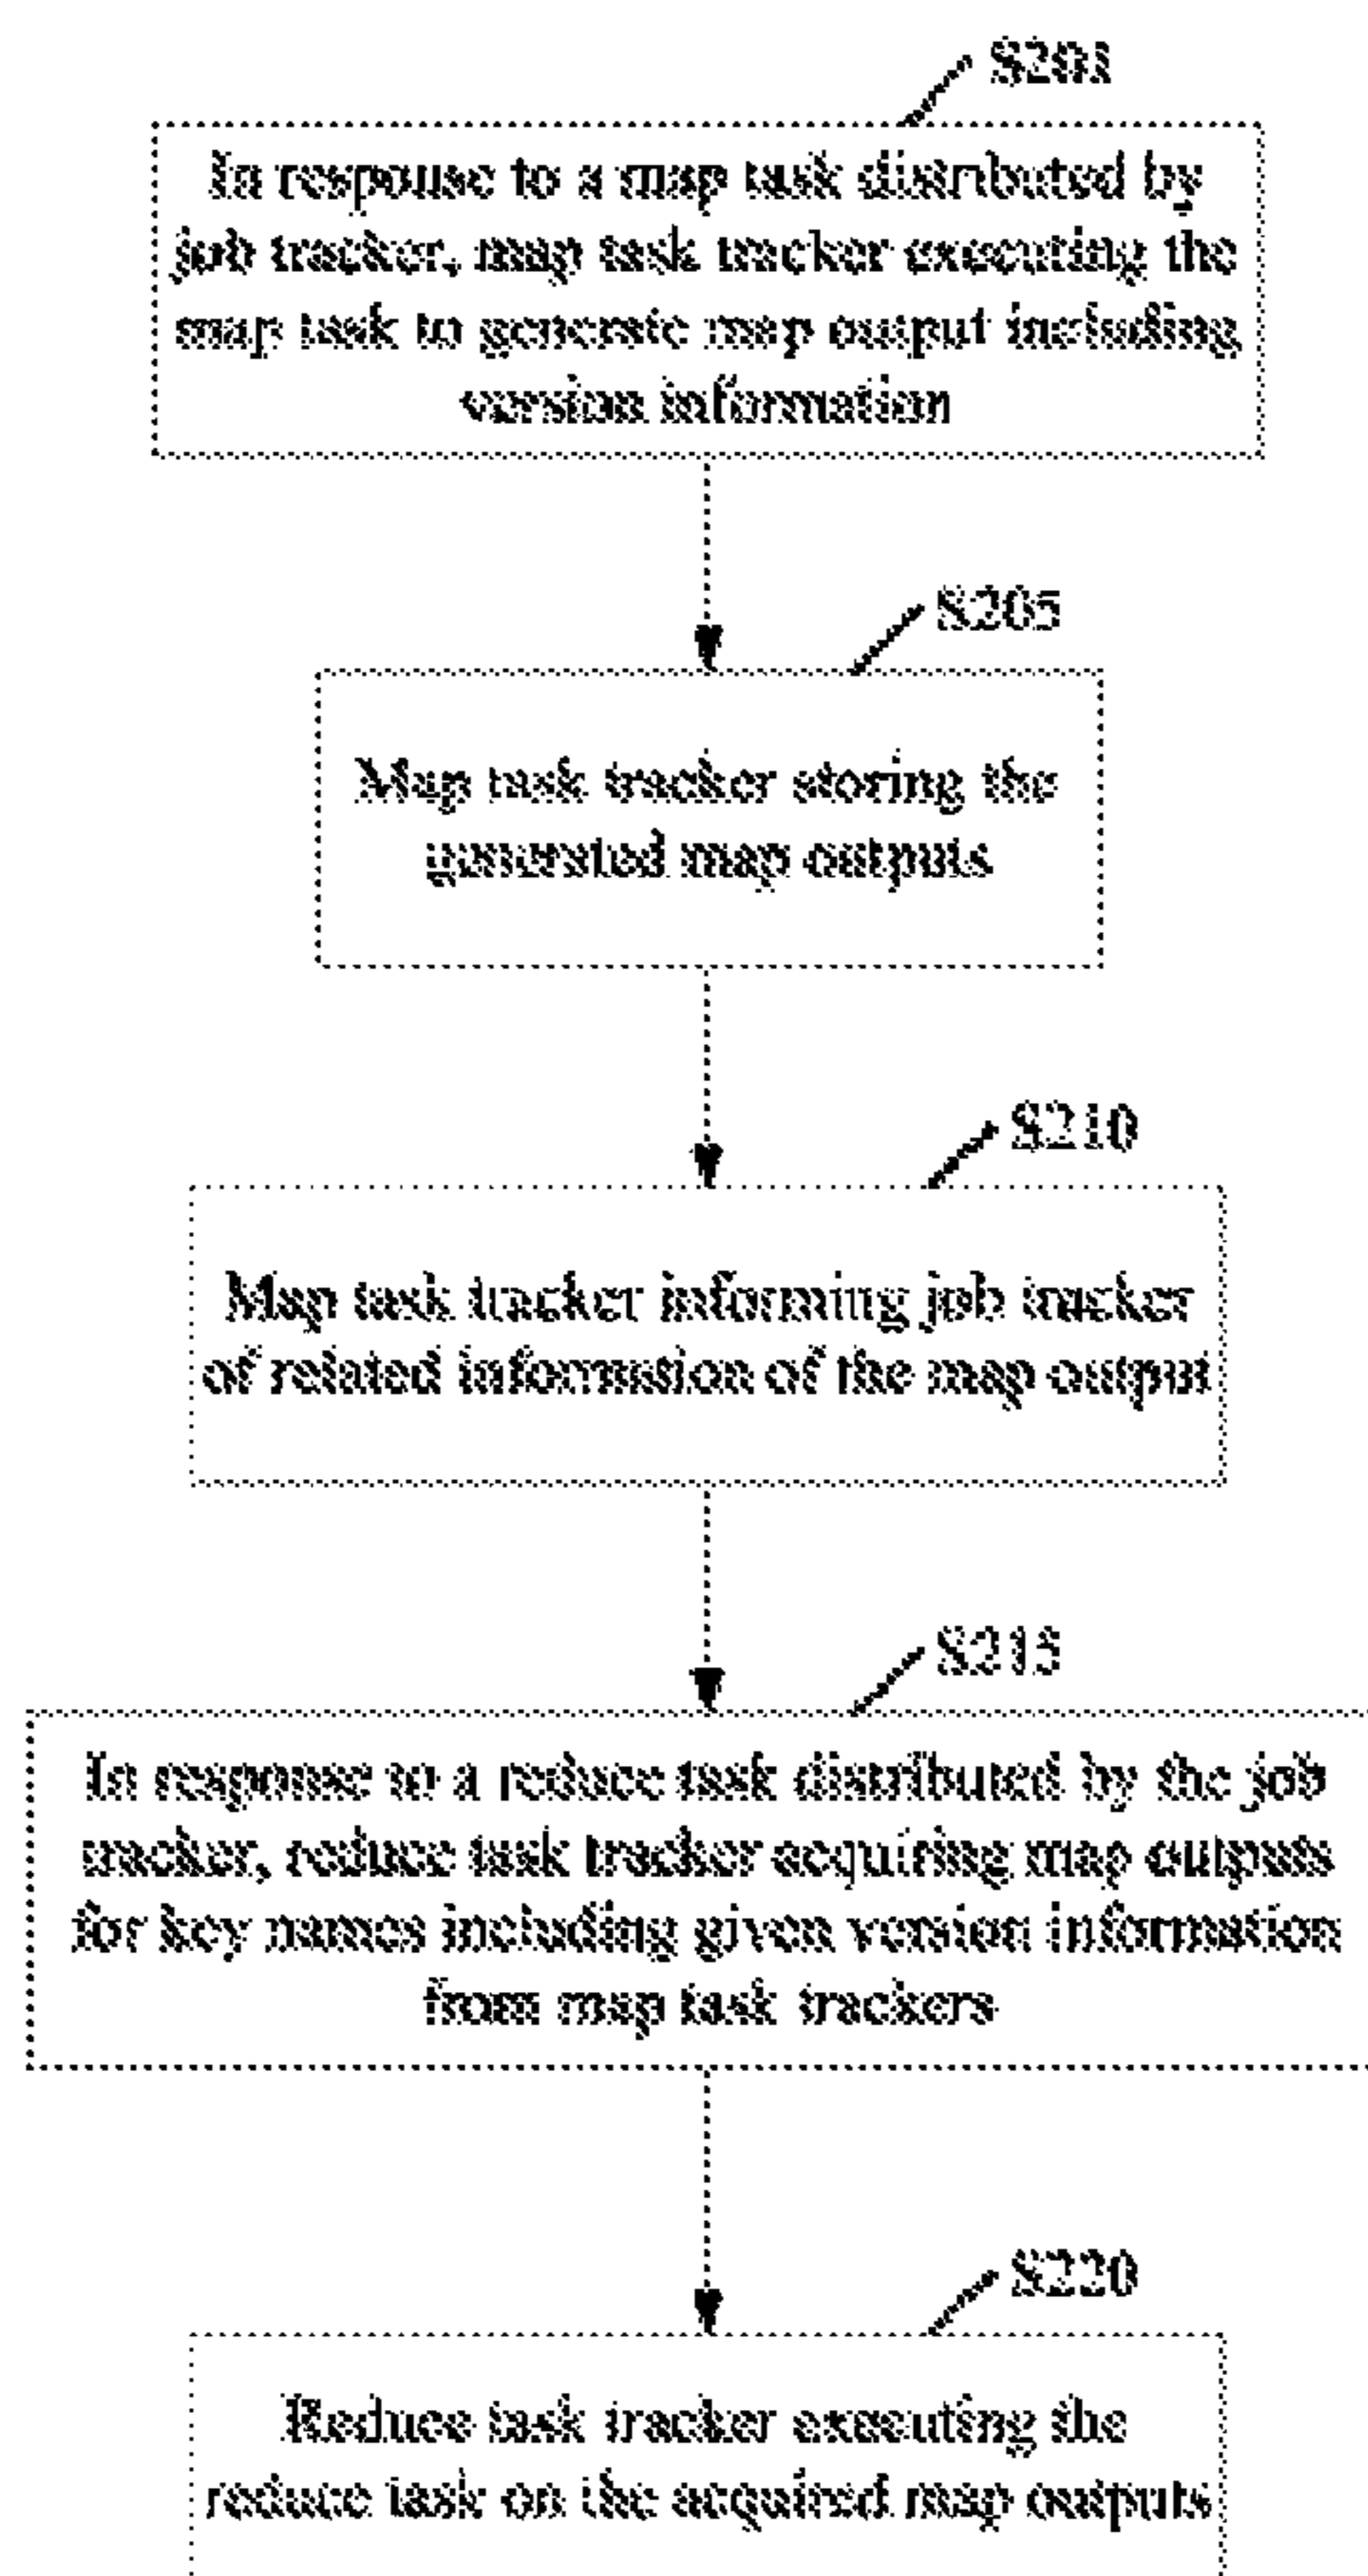 S201
In response to a map task distributed by
job tracker, map task tracker executing the
map task to generate map output including
version information
S205
Map task tracker storing the
generated map outputs
S210
Map task tracker informing job tracker
of related information of the map output
S215
In response to a reduce task distributed by the job
tracker, reduce task tracker acquiring map outputs
for key names including given version information
from map task trackers
S220
Reduce task tracker executing the
reduce task on the acquired map outputs